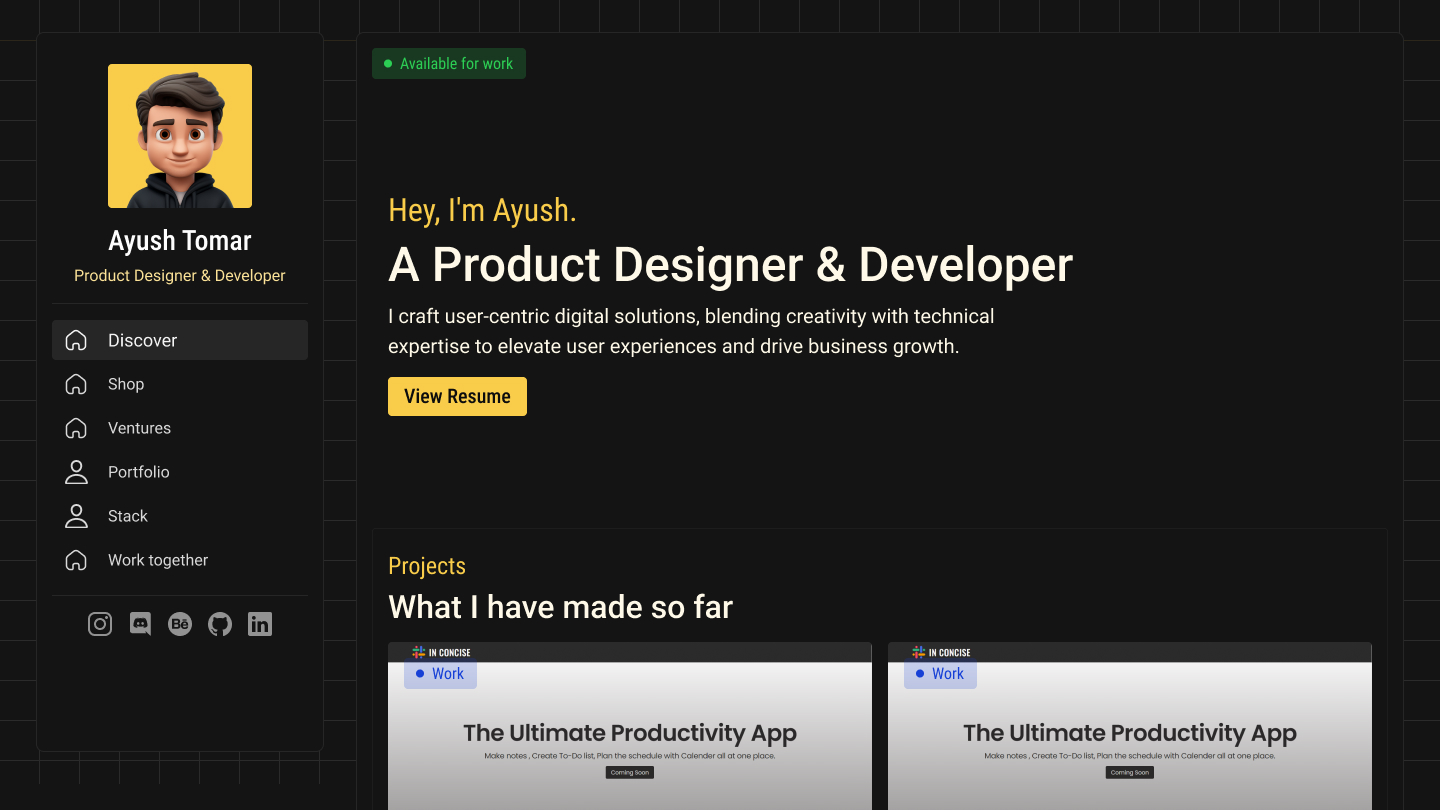 Ayush Tomar
Product Designer & Developer
Discover
Shop
Ventures
Portfolio
Stack
Work together
Bē
in
Available for work
Hey, I'm Ayush.
A Product Designer & Developer
I craft user-centric digital solutions, blending creativity with technical
expertise to elevate user experiences and drive business growth.
View Resume
Projects
What I have made so far
IN CONCISE
Work
The Ultimate Productivity App
Make notes , Create To-Do list, Plan the schedule with Calender all at one place.
Coming Soon
IN CONCISE
Work
The Ultimate Productivity App
Make notes , Create To-Do list, Plan the schedule with Calender all at one place.
Coming Soon